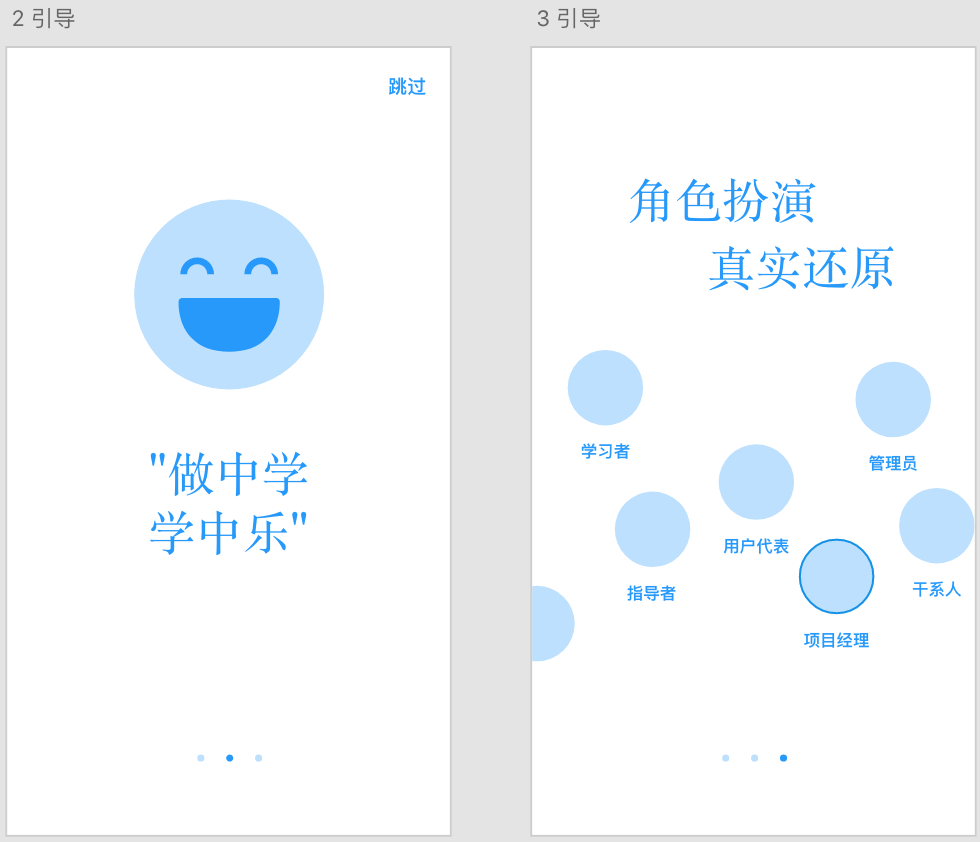 2 引导
跳过
"做中学
学中乐"
3 引导
角色扮演
真实还原
学习者
管理员
用户代表
指导者
干系人
项目经理